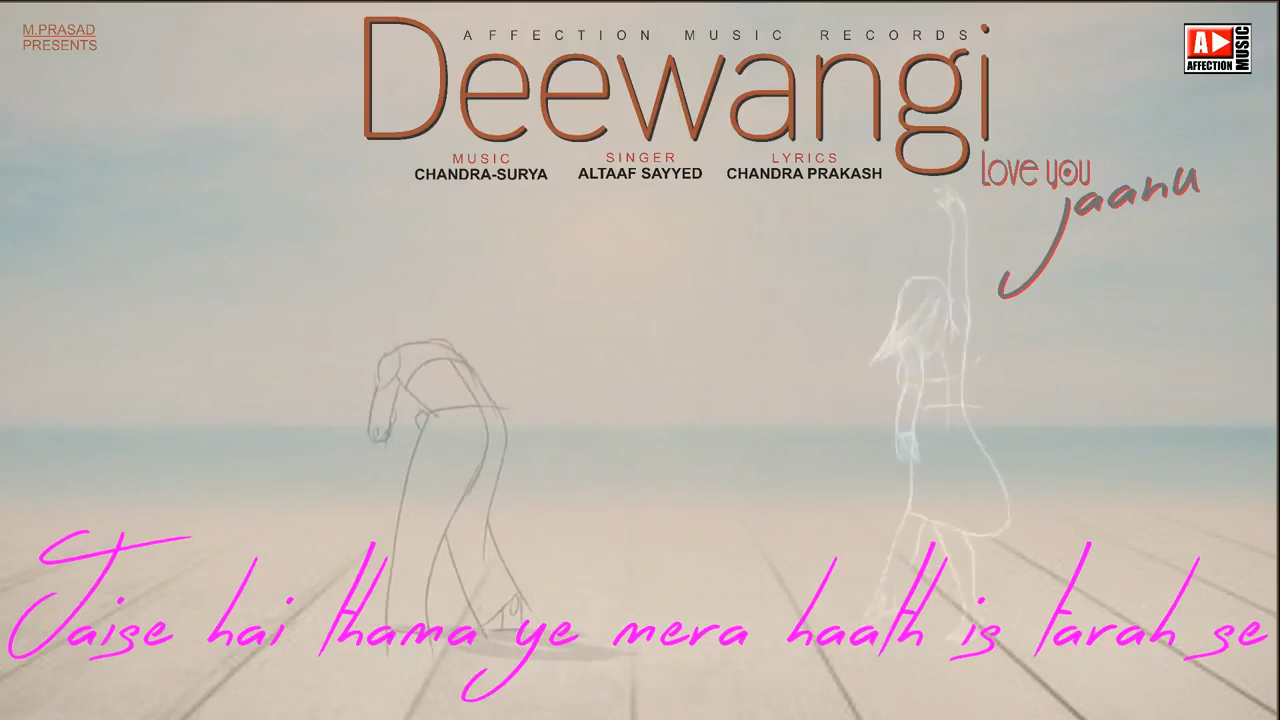 M.PRASAD
PRESENTS
AFFECTION MUSIC RECORDS
Deewangi
MUSIC
CHANDRA-SURYA
SINGER
ALTAAF SAYYED
LYRICS
CHANDRA PRAKASH
Love you
jaanu
A
AFFECTION
MUSIC
Jaise hai thama ye mera haath is tarah se